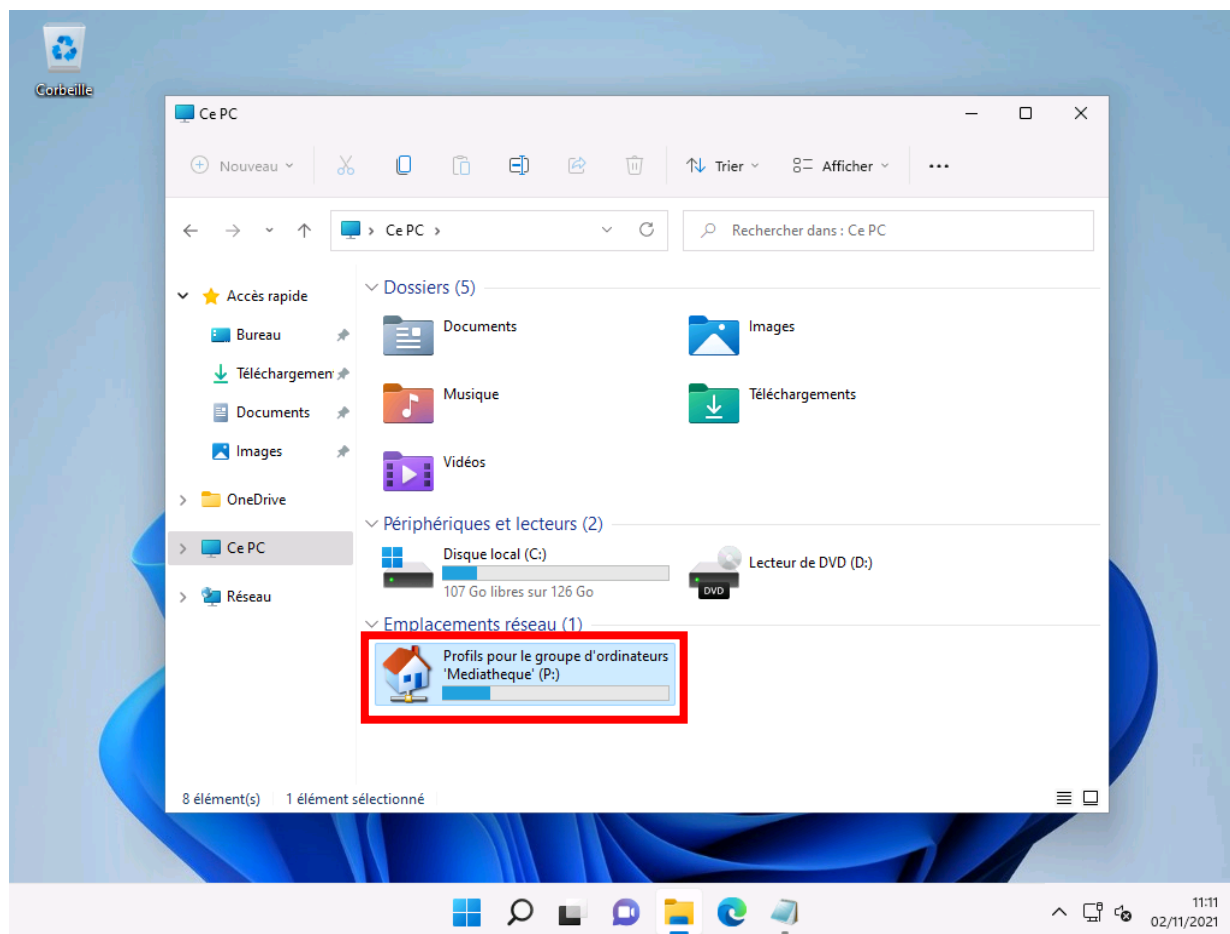 Corbeille
Ce PC
Nouveau
Trier
Afficher
Ce PC
Rechercher dans : Ce PC
Accès rapide
Bureau
Téléchargemen
Documents
Images
OneDrive
Ce PC
Réseau
Dossiers (5)
Documents
Images
Musique
Téléchargements
Vidéos
Périphériques et lecteurs (2)
Disque local (C:)
107 Go libres sur 126 Go
Lecteur de DVD (D:)
DVD
Emplacements réseau (1)
Profils pour le groupe d'ordinateurs
'Mediatheque' (P:)
8 élément(s)
1 élément sélectionné
11:11
02/11/2021